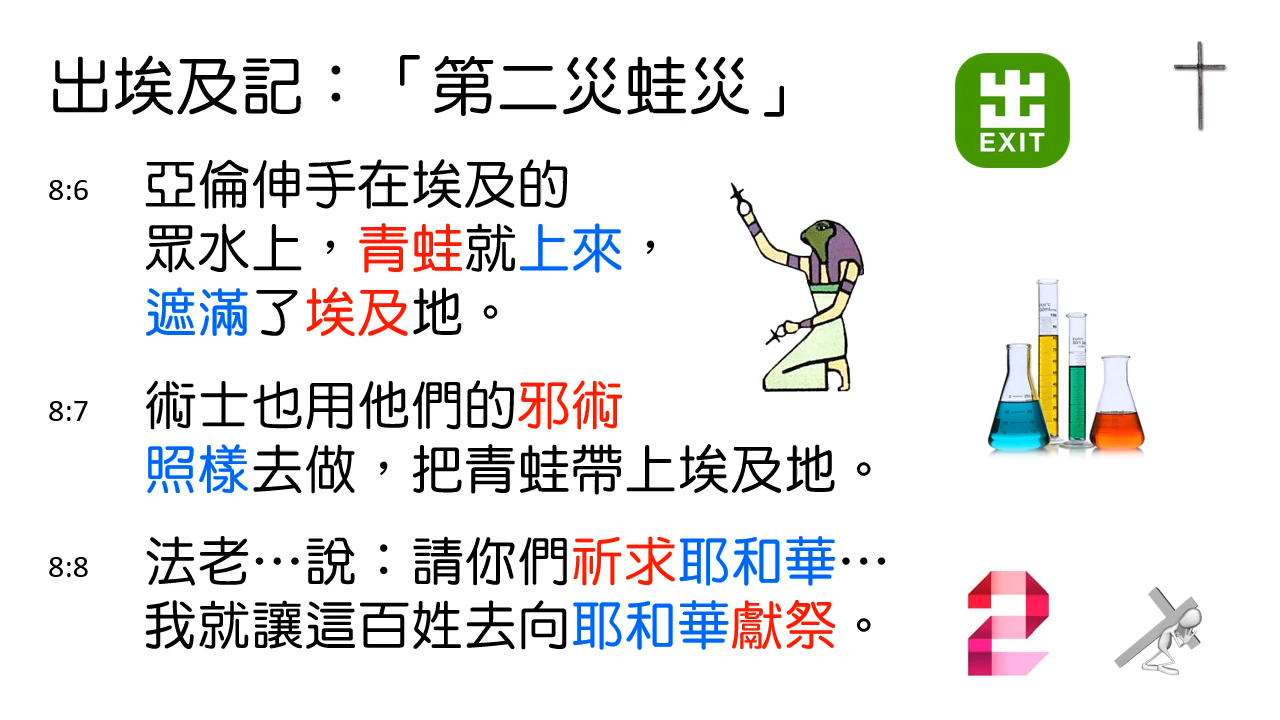 出埃及記：「第二災蛙災」
出
EXIT
8:6 亞倫伸手在埃及的
眾水上，青蛙就上來，
遮滿了埃及地。
8:7 術士也用他們的邪術
照樣去做，把青蛙帶上埃及地。
8:8 法老…說：請你們祈求耶和華…
我就讓這百姓去向耶和華獻祭。
2